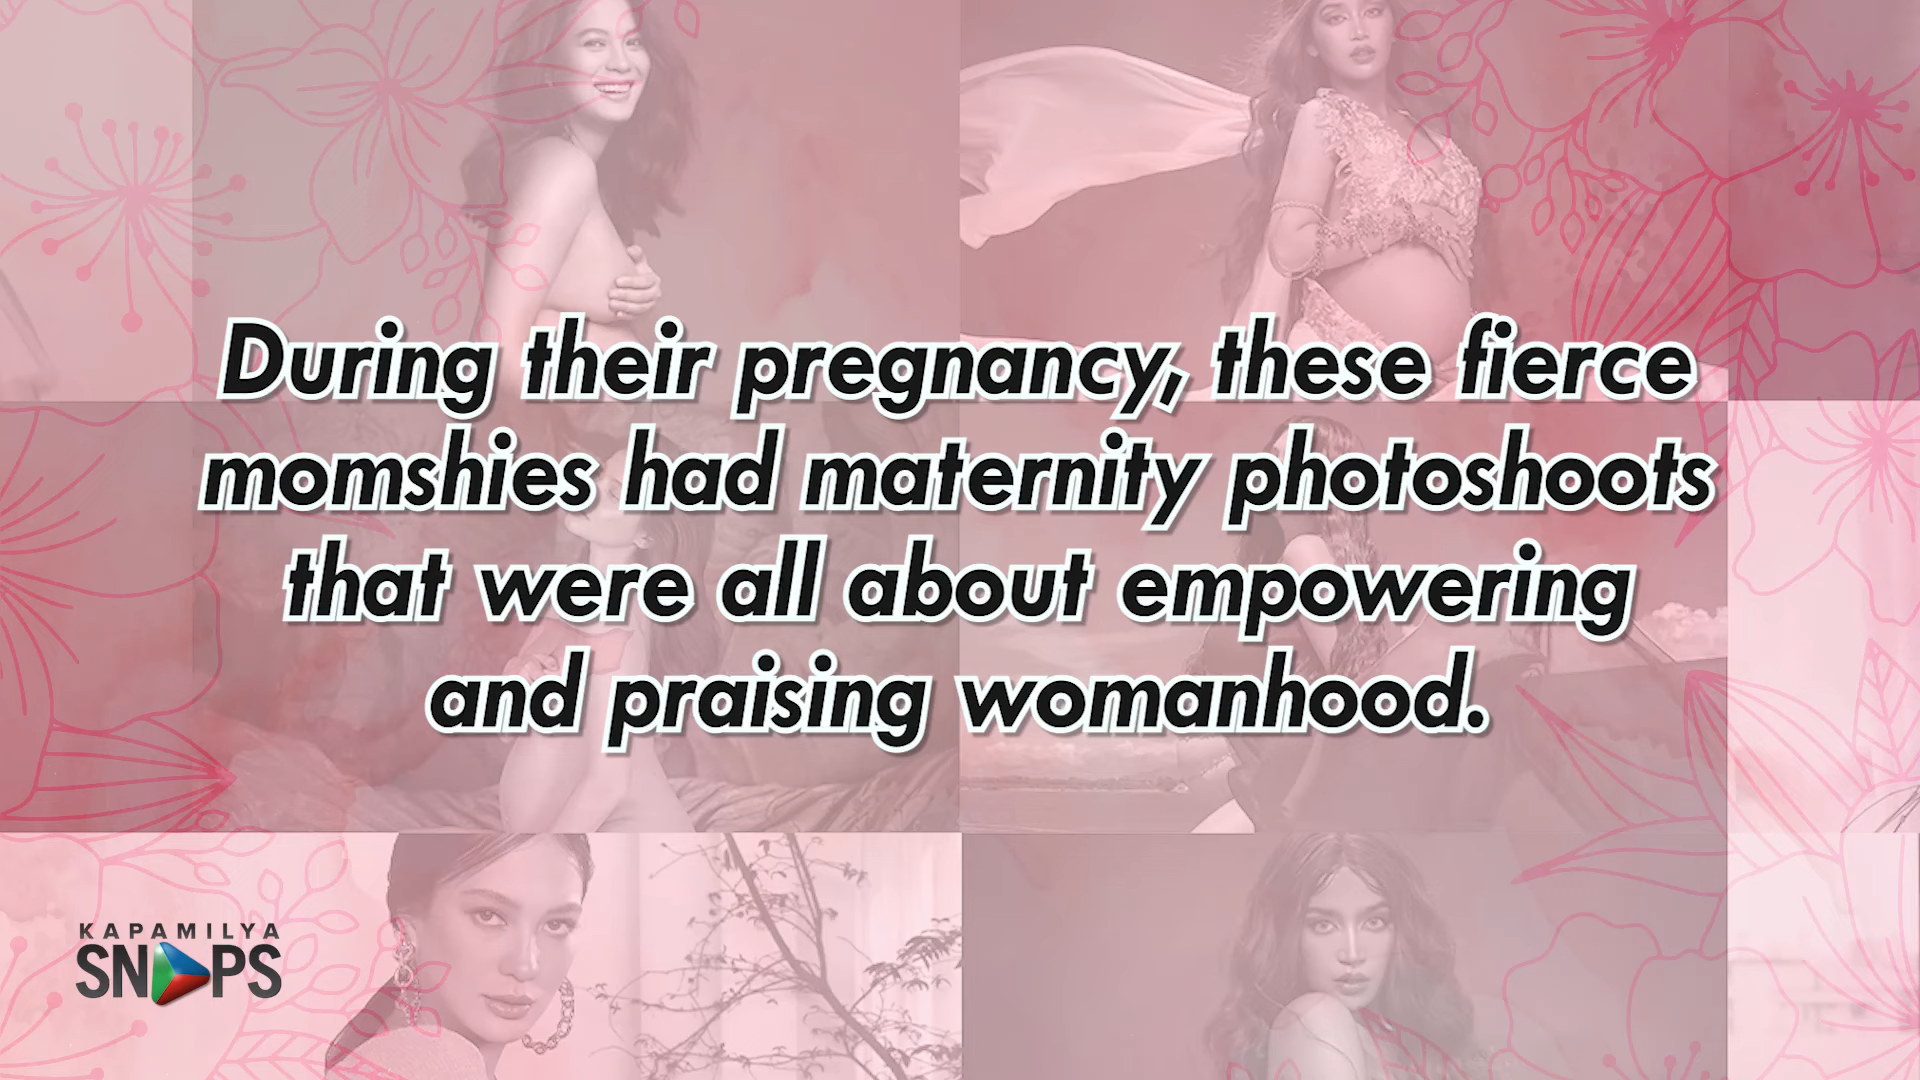 During their pregnancy, these fierce
momshies had maternity photoshoots
that were all about empowering
and praising womanhood.
KAPAMILYA
SNAPS